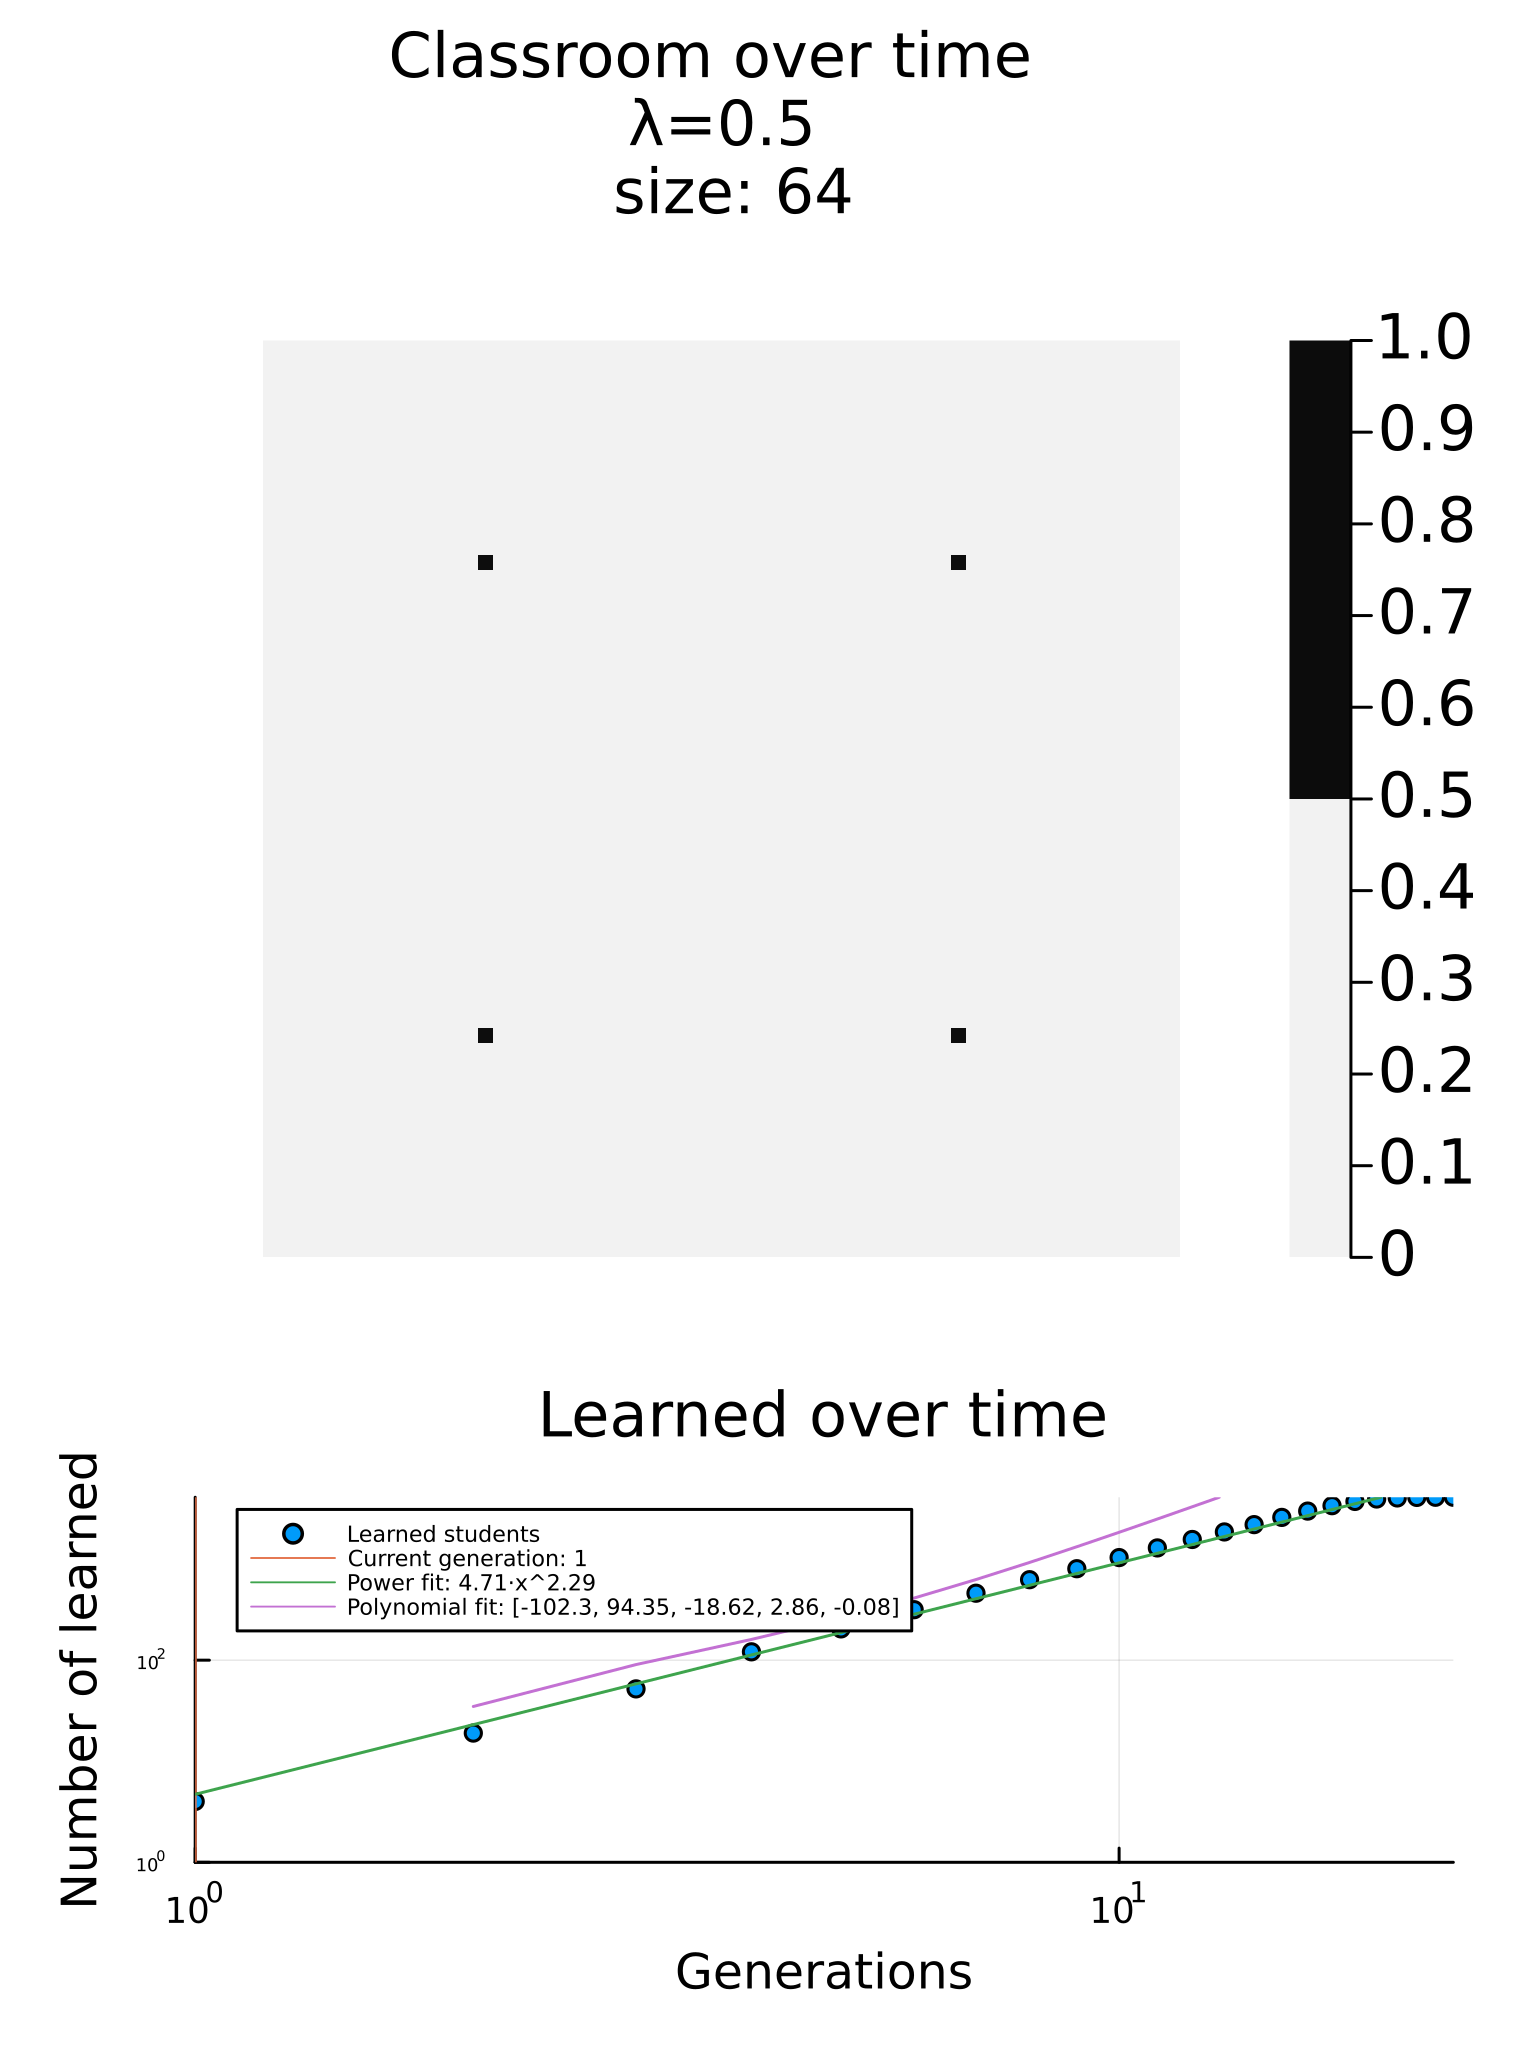 Classroom over time
λ=0.5
size: 64
1.0
0.9
0.8
0.7
0.6
0.5
0.4
0.3
0.2
0.1
0
Learned over time
Number of learned
Learned students
Current generation: 1
Power fit: 4.71·x^2.29
Polynomial fit: [-102.3, 94.35, -18.62, 2.86, -0.08]
10²
10⁰
10⁰
10¹
Generations